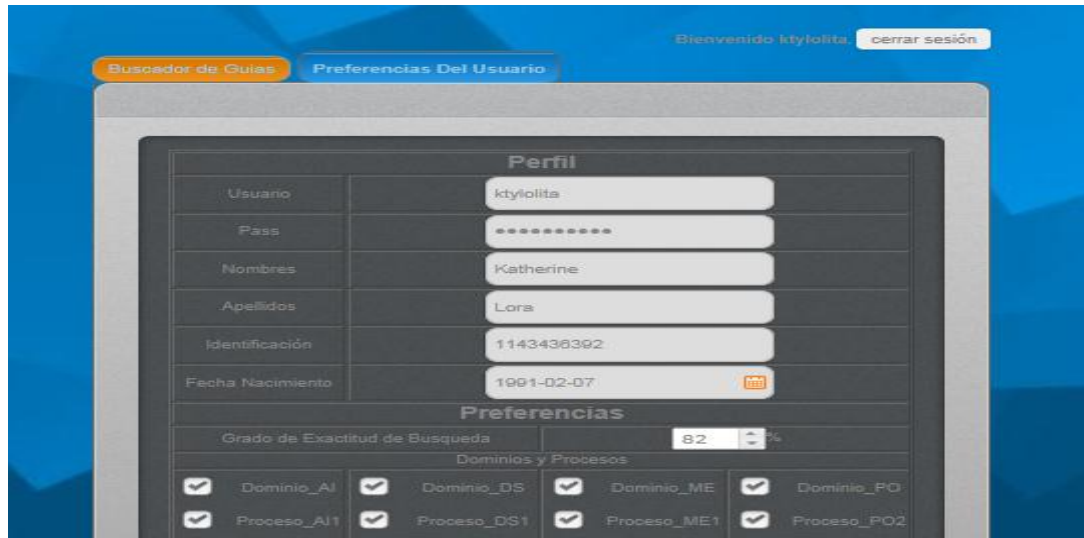 Bienvenido ktylolita, cerrar sesión
Buscador de Guias Preferencias Del Usuario
Perfil
Usuario ktylolita
Pass ••••••••••
Nombres Katherine
Apellidos Lora
Identificación 1143436392
Fecha Nacimiento 1991-02-07
Preferencias
Grado de Exactitud de Busqueda 82 %
Dominios y Procesos
Dominio_AI Dominio_DS Dominio_ME Dominio_PO
Proceso_AI1 Proceso_DS1 Proceso_ME1 Proceso_PO2